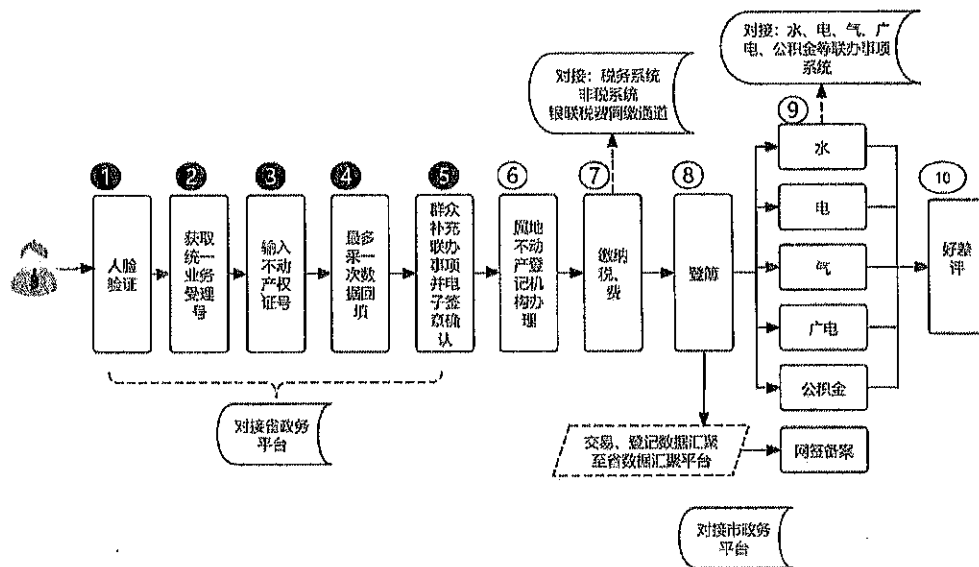 对接：水、电、气、广
电、公积金等联办事项
系统
对接：税务系统
非税系统
银联税费同缴通道
1
2
3
4
5
6
7
8
9
10
人脸
验证
获取
统一
业务
受理
号
输入
不动
产权
证号
最多
采一
次数
据回
填
群众
补充
联办
事项
并电
子签
章确
认
属地
不动
产登
记机
构办
理
缴纳
税、
费
登簿
水
电
气
广电
公积金
好差
评
对接省政务
平台
交易、登记数据汇聚
至省数据汇聚平台
网签备案
对接市政务
平台